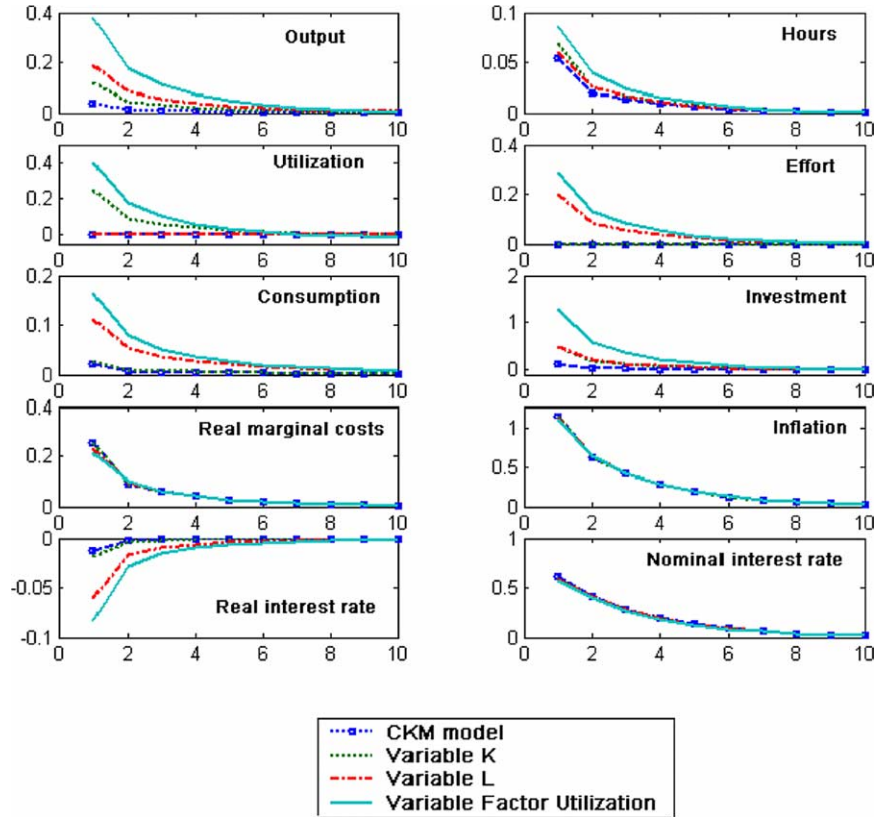 Output
0.4
0.2
0
0 2 4 6 8 10
Hours
0.1
0.05
0
0 2 4 6 8 10
Utilization
0.4
0.2
0
0 2 4 6 8 10
Effort
0.4
0.2
0
0 2 4 6 8 10
Consumption
0.2
0.1
0
0 2 4 6 8 10
Investment
2
1
0
0 2 4 6 8 10
Real marginal costs
0.4
0.2
0
0 2 4 6 8 10
Inflation
1
0.5
0
0 2 4 6 8 10
Real interest rate
0
-0.05
-0.1
0 2 4 6 8 10
Nominal interest rate
1
0.5
0
0 2 4 6 8 10
CKM model
Variable K
Variable L
Variable Factor Utilization